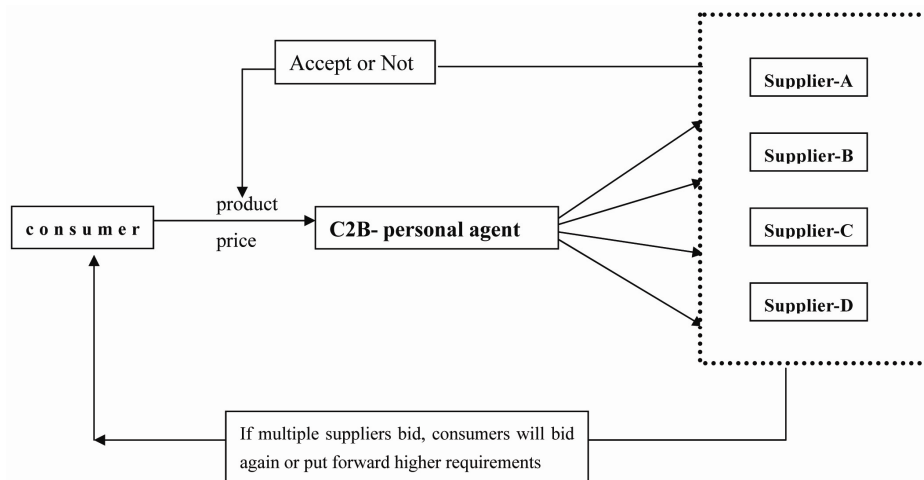 Accept or Not
Supplier-A
Supplier-B
Supplier-C
Supplier-D
product
price
consumer
C2B- personal agent
If multiple suppliers bid, consumers will bid
again or put forward higher requirements